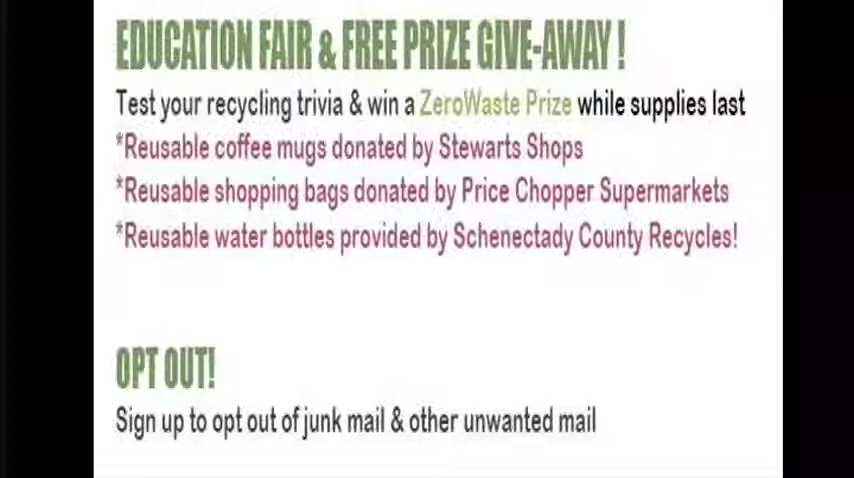 EDUCATION FAIR & FREE PRIZE GIVE-AWAY !
Test your recycling trivia & win a ZeroWaste Prize while supplies last
*Reusable coffee mugs donated by Stewarts Shops
*Reusable shopping bags donated by Price Chopper Supermarkets
*Reusable water bottles provided by Schenectady County Recycles!
OPT OUT!
Sign up to opt out of junk mail & other unwanted mail